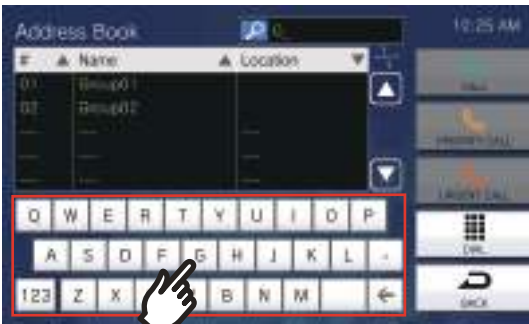 Address Book
10:25 AM
# Name Location
01 Group01
02 Group02
--- ---
--- ---
--- ---
CALL
PRIORITY CALL
URGENT CALL
Q W E R T Y U I O P
A S D F G H J K L -
123 Z X B N M ←
DIAL
BACK